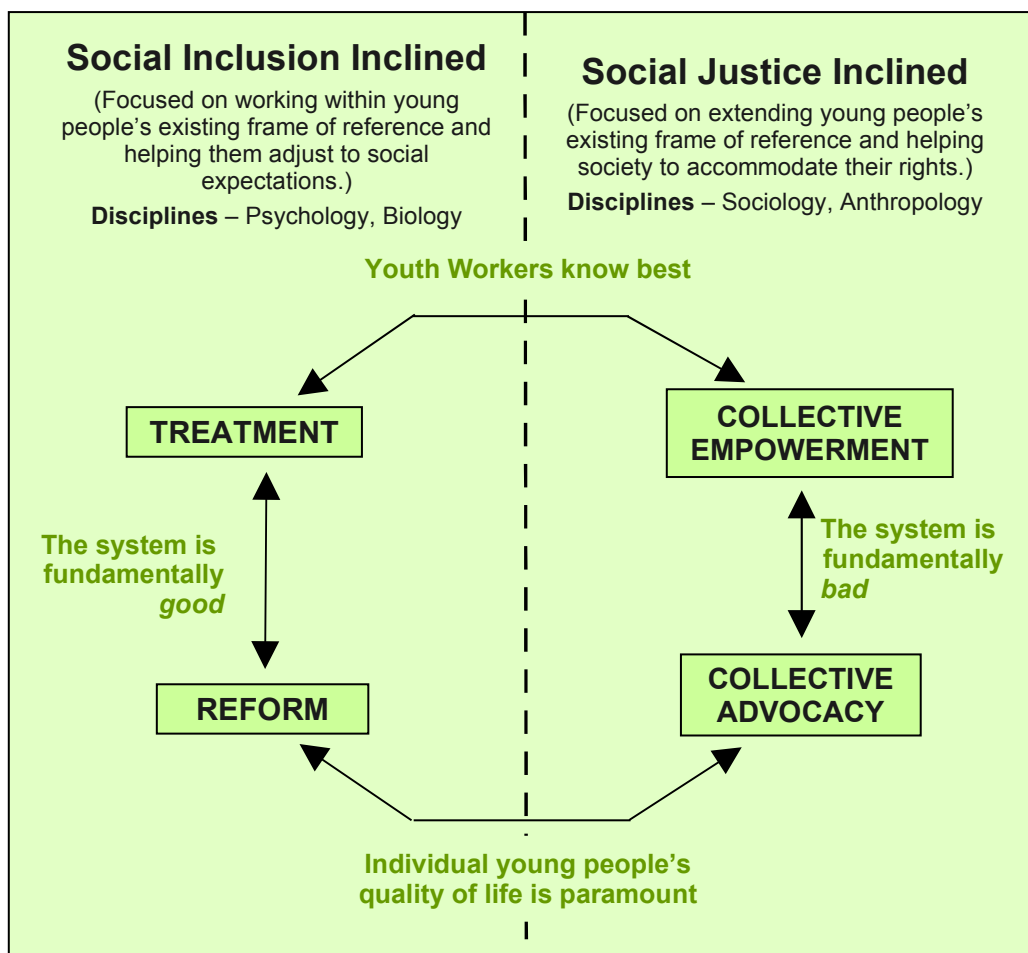 Social Inclusion Inclined
(Focused on working within young
people’s existing frame of reference and
helping them adjust to social
expectations.)
Disciplines – Psychology, Biology
Social Justice Inclined
(Focused on extending young people’s
existing frame of reference and helping
society to accommodate their rights.)
Disciplines – Sociology, Anthropology
Youth Workers know best
TREATMENT
COLLECTIVE
EMPOWERMENT
The system is
fundamentally
good
The system is
fundamentally
bad
REFORM
COLLECTIVE
ADVOCACY
Individual young people’s
quality of life is paramount